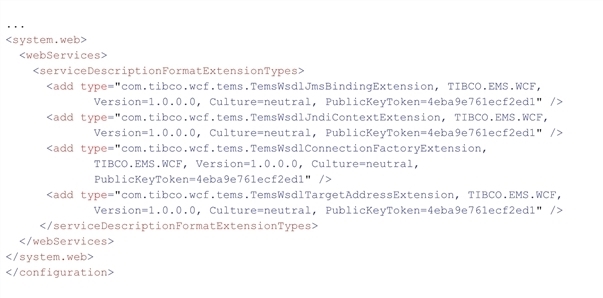 ...
<system.web>
  <webServices>
    <serviceDescriptionFormatExtensionTypes>
      <add type="com.tibco.wcf.tems.TemsWsdlJmsBindingExtension, TIBCO.EMS.WCF,
            Version=1.0.0.0, Culture=neutral, PublicKeyToken=4eba9e761ecf2ed1" />
      <add type="com.tibco.wcf.tems.TemsWsdlJndiContextExtension, TIBCO.EMS.WCF,
            Version=1.0.0.0, Culture=neutral, PublicKeyToken=4eba9e761ecf2ed1" />
      <add type="com.tibco.wcf.tems.TemsWsdlConnectionFactoryExtension,
            TIBCO.EMS.WCF, Version=1.0.0.0, Culture=neutral,
            PublicKeyToken=4eba9e761ecf2ed1" />
      <add type="com.tibco.wcf.tems.TemsWsdlTargetAddressExtension, TIBCO.EMS.WCF,
            Version=1.0.0.0, Culture=neutral, PublicKeyToken=4eba9e761ecf2ed1" />
     </serviceDescriptionFormatExtensionTypes>
  </webServices>
</system.web>
</configuration>